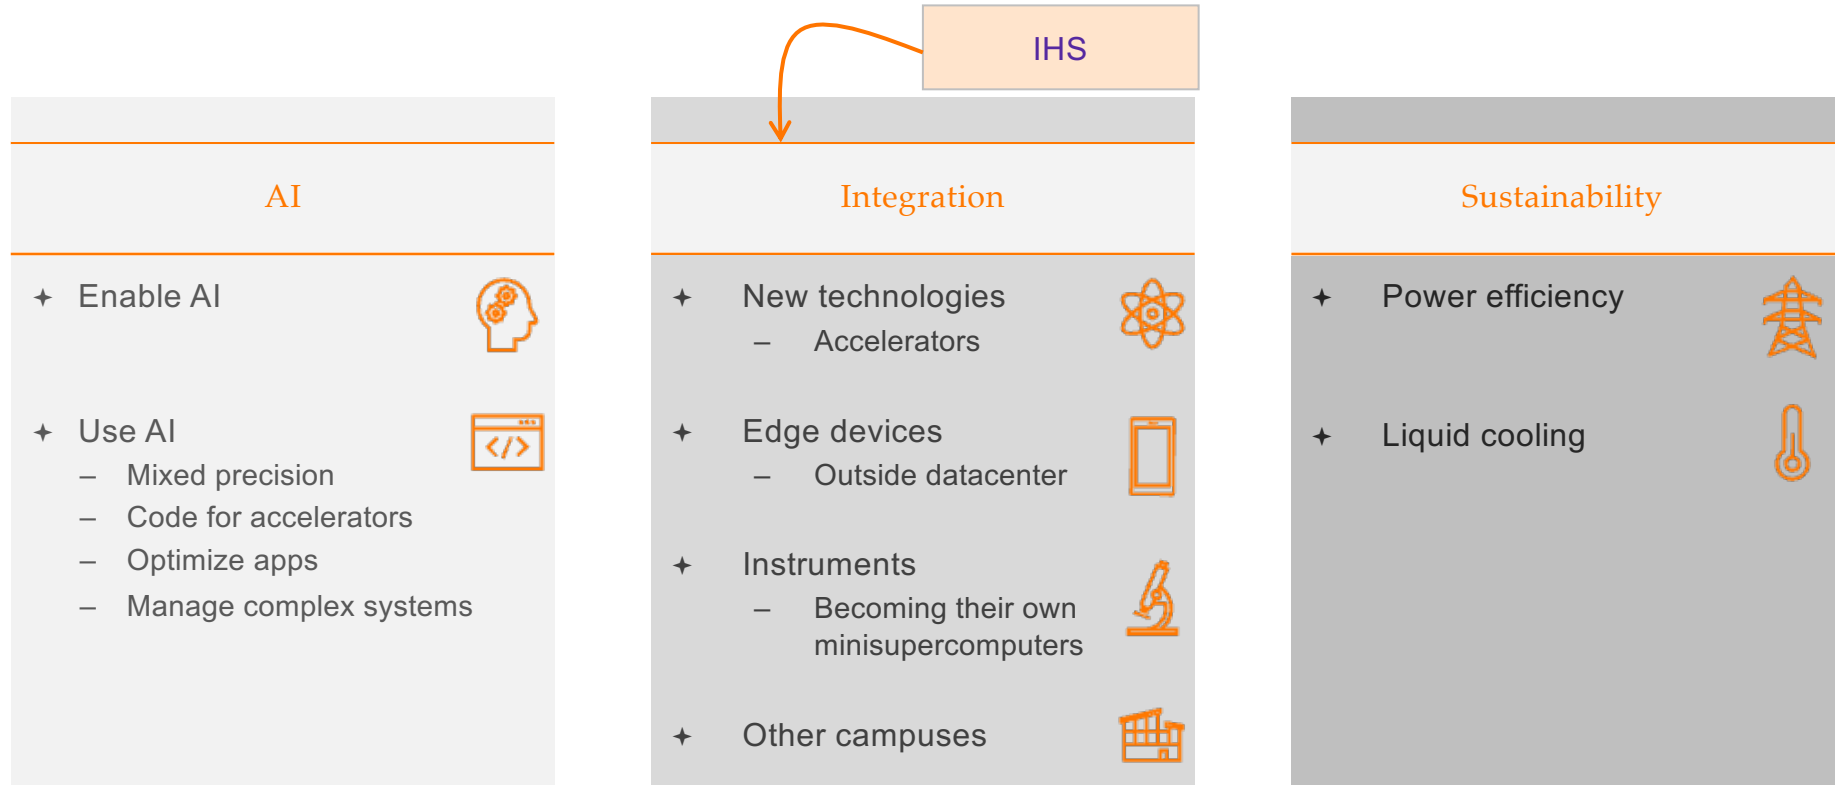 IHS
AI
✦ Enable AI
✦ Use AI
– Mixed precision
– Code for accelerators
– Optimize apps
– Manage complex systems
</>
Integration
✦ New technologies
– Accelerators
✦ Edge devices
– Outside datacenter
✦ Instruments
– Becoming their own
minisupercomputers
✦ Other campuses
Sustainability
✦ Power efficiency
✦ Liquid cooling